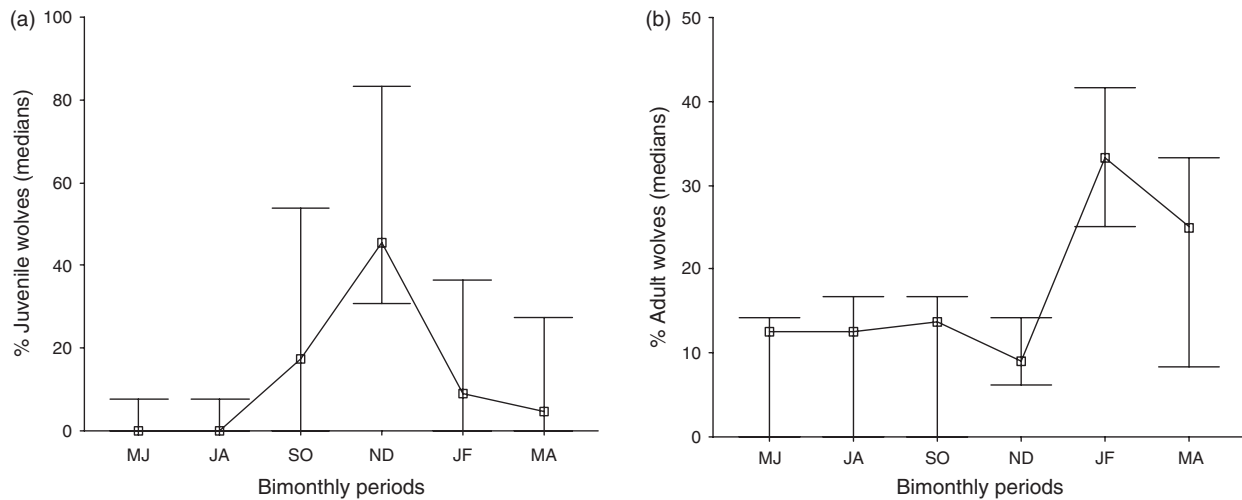 (a)
% Juvenile wolves (medians)
100
80
60
40
20
0
MJ JA SO ND JF MA
Bimonthly periods
(b)
% Adult wolves (medians)
50
40
30
20
10
0
MJ JA SO ND JF MA
Bimonthly periods